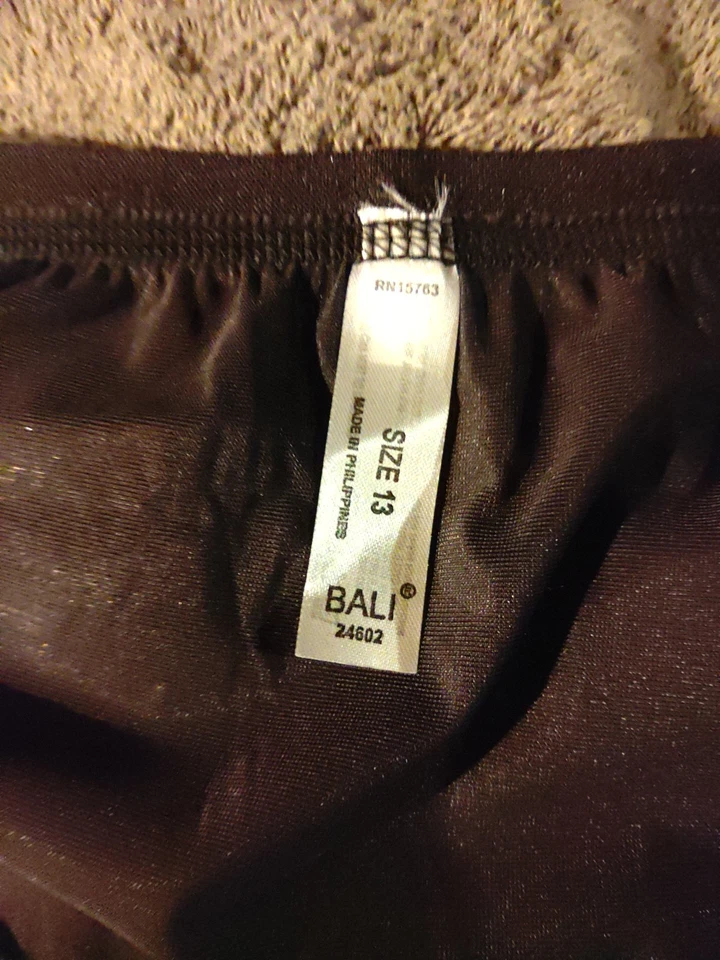 RN15763
SIZE 13
MADE IN PHILIPPINES
BALI®
24602